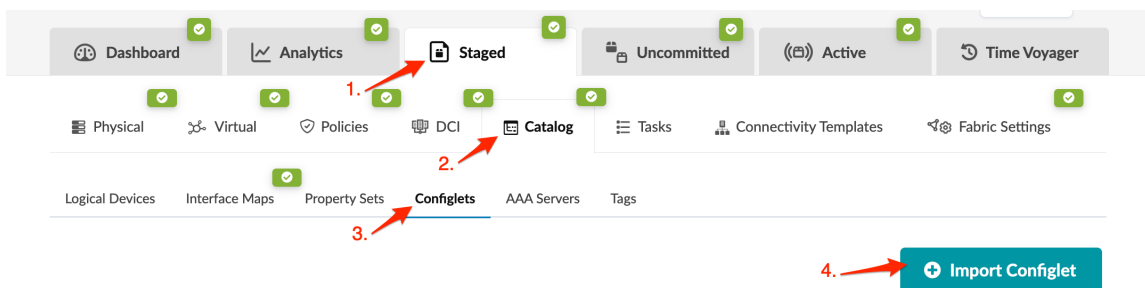 Dashboard Analytics Staged Uncommitted Active Time Voyager
1.
Physical Virtual Policies DCI Catalog Tasks Connectivity Templates Fabric Settings
2.
Logical Devices Interface Maps Property Sets Configlets AAA Servers Tags
3.
4. Import Configlet